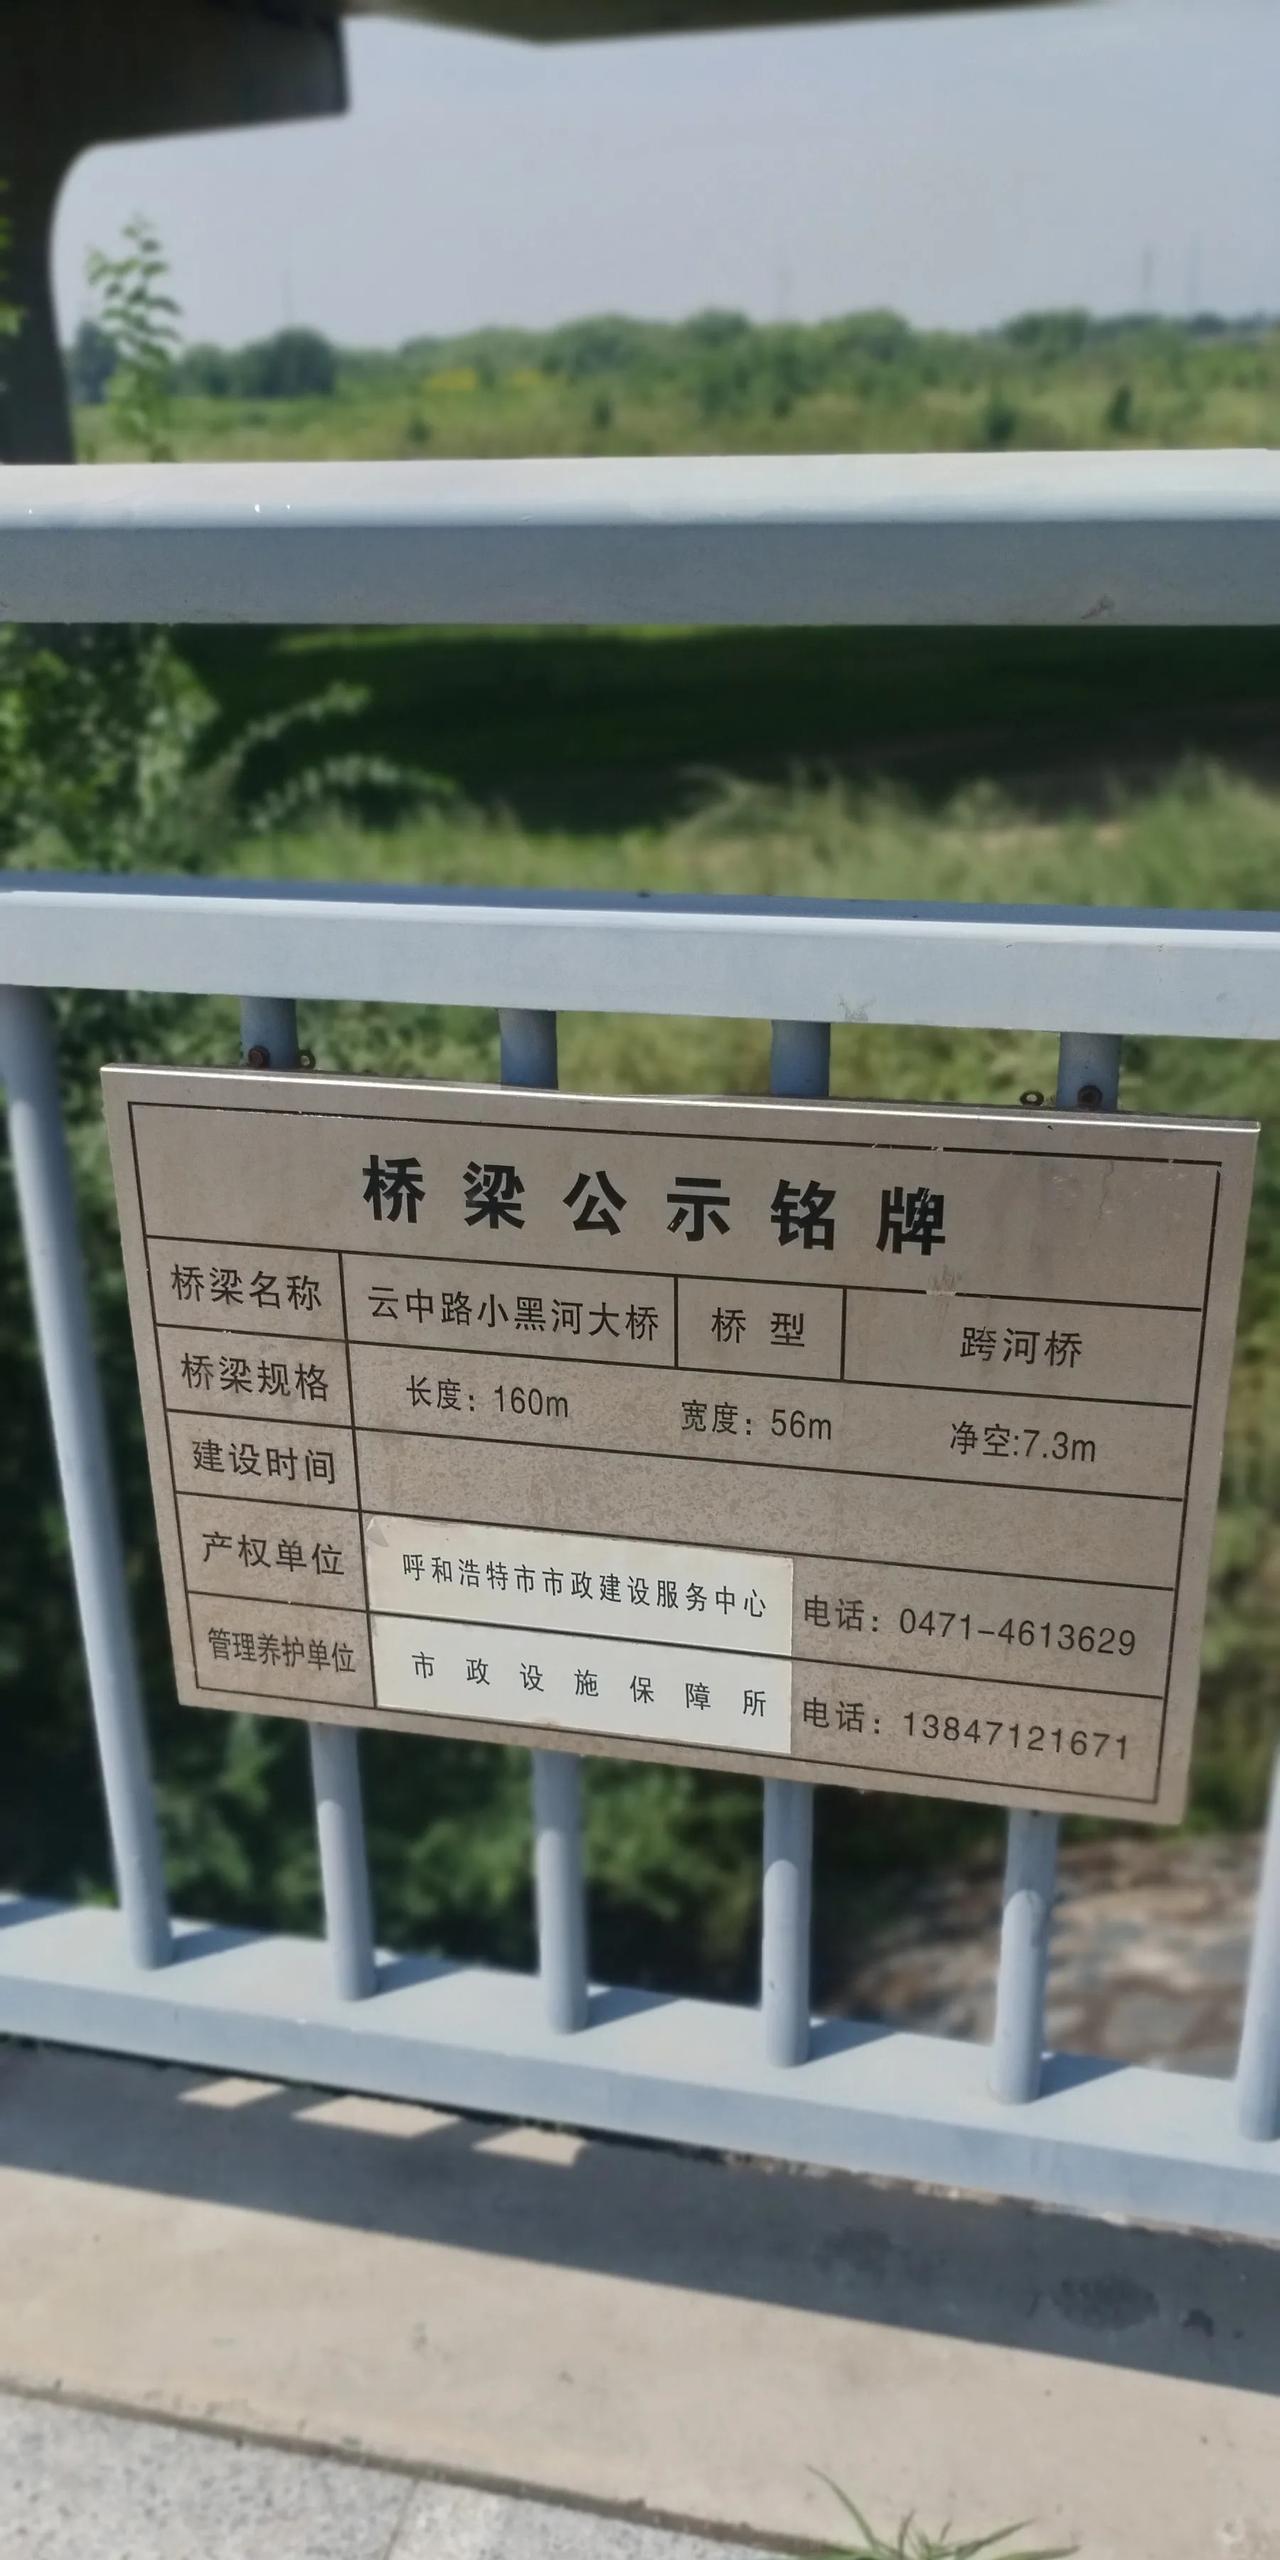 桥梁公示铭牌
桥梁名称 云中路小黑河大桥 桥型 跨河桥
桥梁规格 长度：160m 宽度：56m 净空:7.3m
建设时间
产权单位 呼和浩特市市政建设服务中心 电话：0471-4613629
管理养护单位 市政设施保障所 电话：13847121671